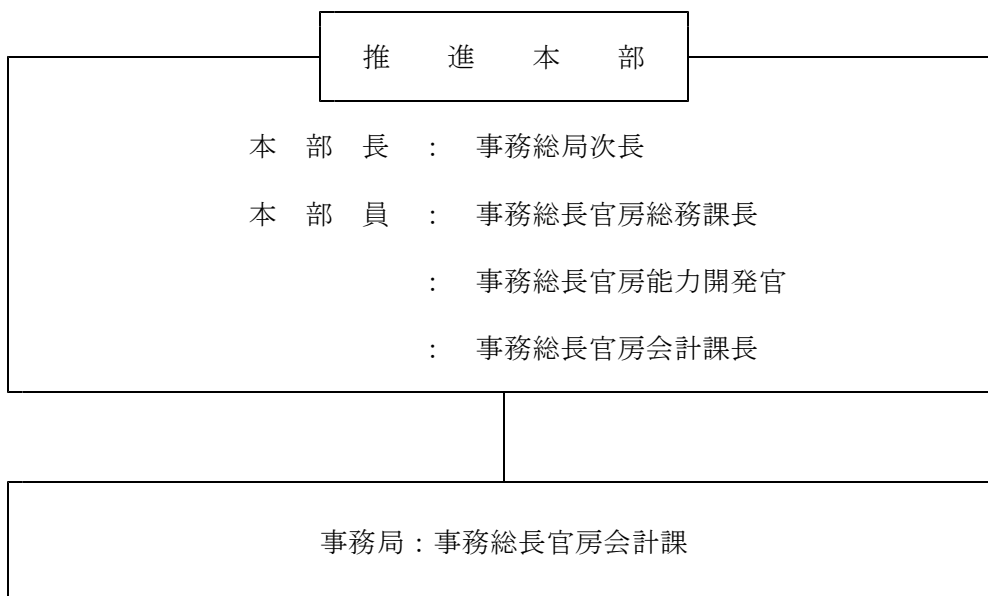 推　進　本　部
本　部　長　：　事務総局次長
本　部　員　：　事務総長官房総務課長
：　事務総長官房能力開発官
：　事務総長官房会計課長
事務局：事務総長官房会計課